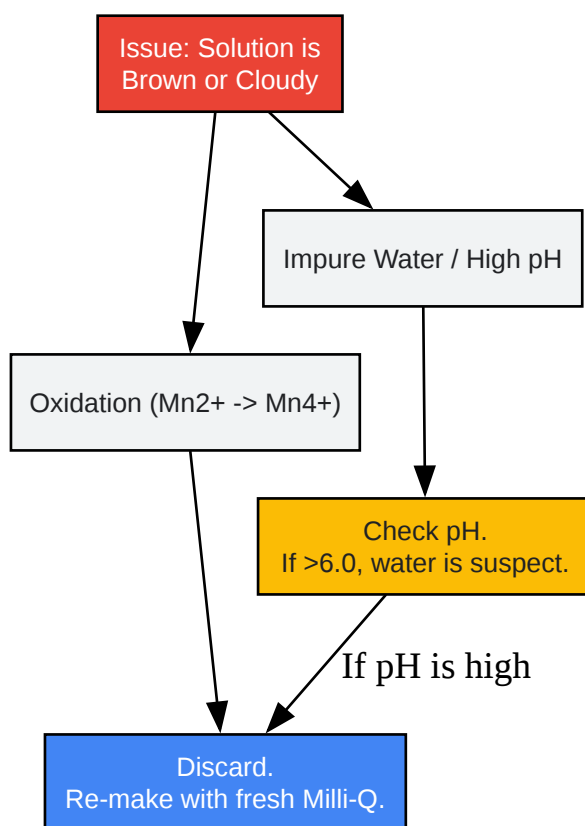 Issue: Solution is
Brown or Cloudy
Impure Water / High pH
Oxidation (Mn2+ -> Mn4+)
Check pH.
If >6.0, water is suspect.
If pH is high
Discard.
Re-make with fresh Milli-Q.